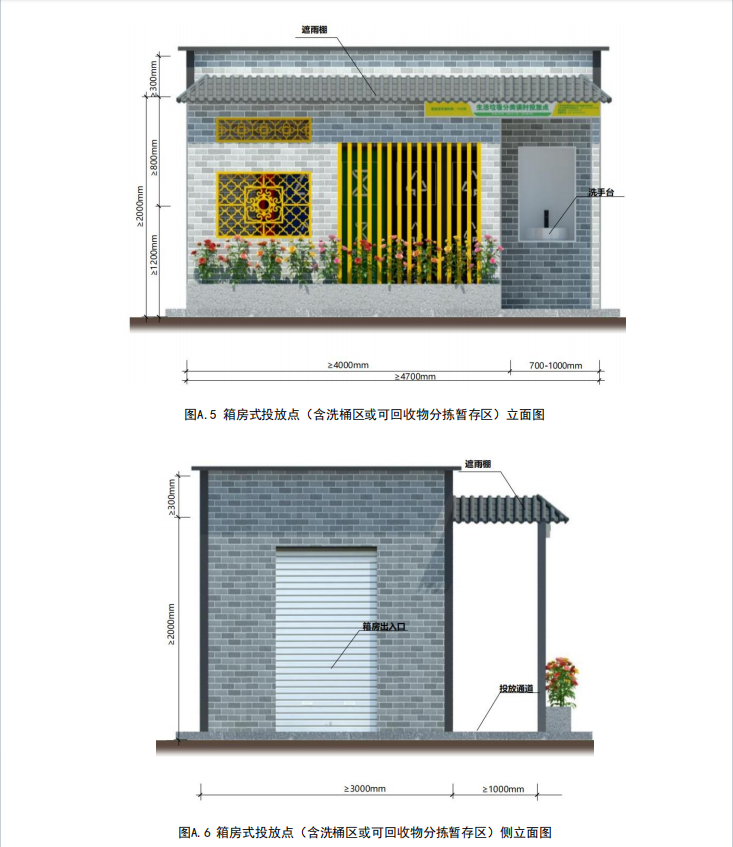 遮雨棚
≥300mm
生活垃圾分类集时投放点
≥800mm
≥2000mm
≥1200mm
洗手台
≥4000mm
700-1000mm
≥4700mm
图A.5 箱房式投放点（含洗桶区或可回收物分拣暂存区）立面图
遮雨棚
≥300mm
≥2000mm
箱房出入口
投放通道
≥3000mm
≥1000mm
图A.6 箱房式投放点（含洗桶区或可回收物分拣暂存区）侧立面图